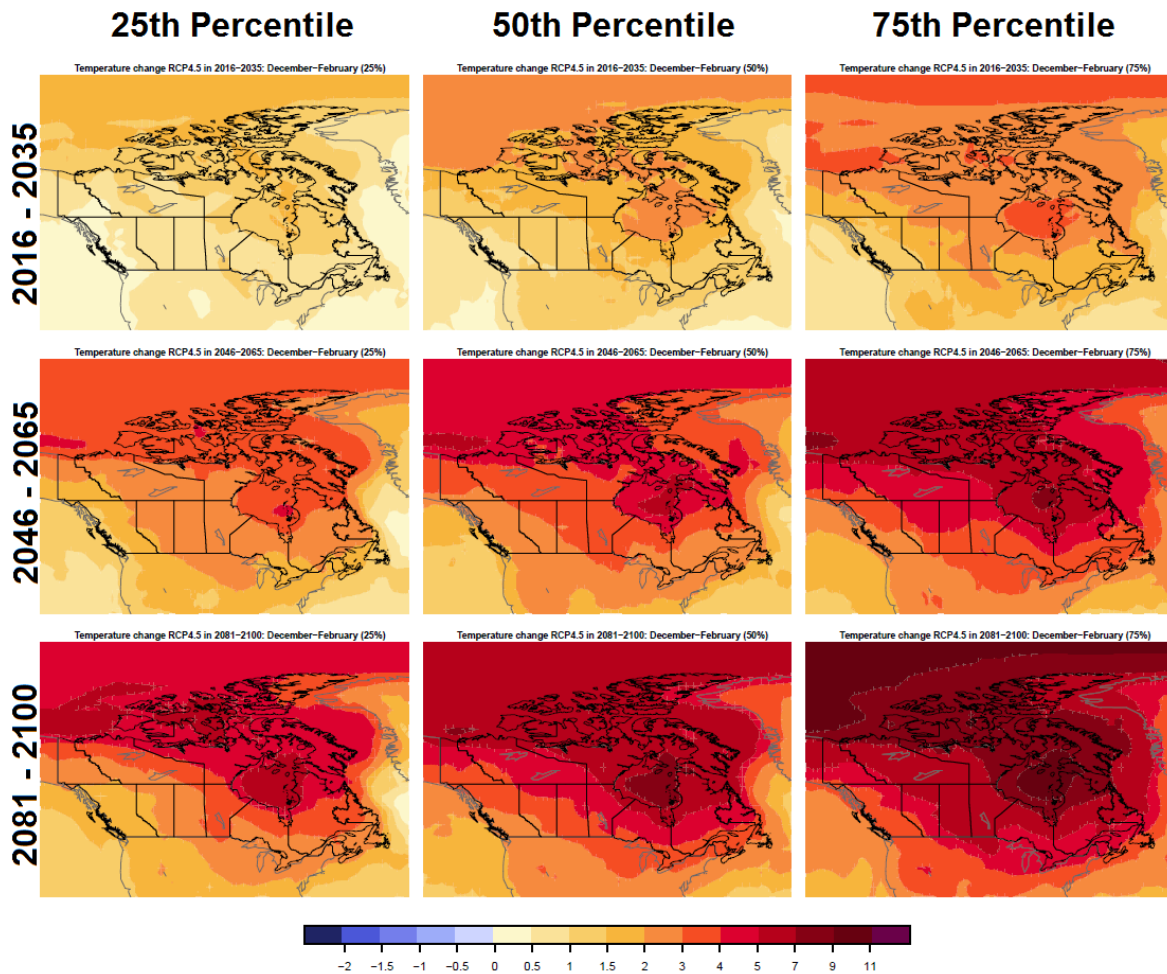 25th Percentile 50th Percentile 75th Percentile
2016 - 2035
Temperature change RCP4.5 in 2016−2035: December−February (25%)
Temperature change RCP4.5 in 2016−2035: December−February (50%)
Temperature change RCP4.5 in 2016−2035: December−February (75%)
2046 - 2065
Temperature change RCP4.5 in 2046−2065: December−February (25%)
Temperature change RCP4.5 in 2046−2065: December−February (50%)
Temperature change RCP4.5 in 2046−2065: December−February (75%)
2081 - 2100
Temperature change RCP4.5 in 2081−2100: December−February (25%)
Temperature change RCP4.5 in 2081−2100: December−February (50%)
Temperature change RCP4.5 in 2081−2100: December−February (75%)
−2 −1.5 −1 −0.5 0 0.5 1 1.5 2 3 4 5 7 9 11